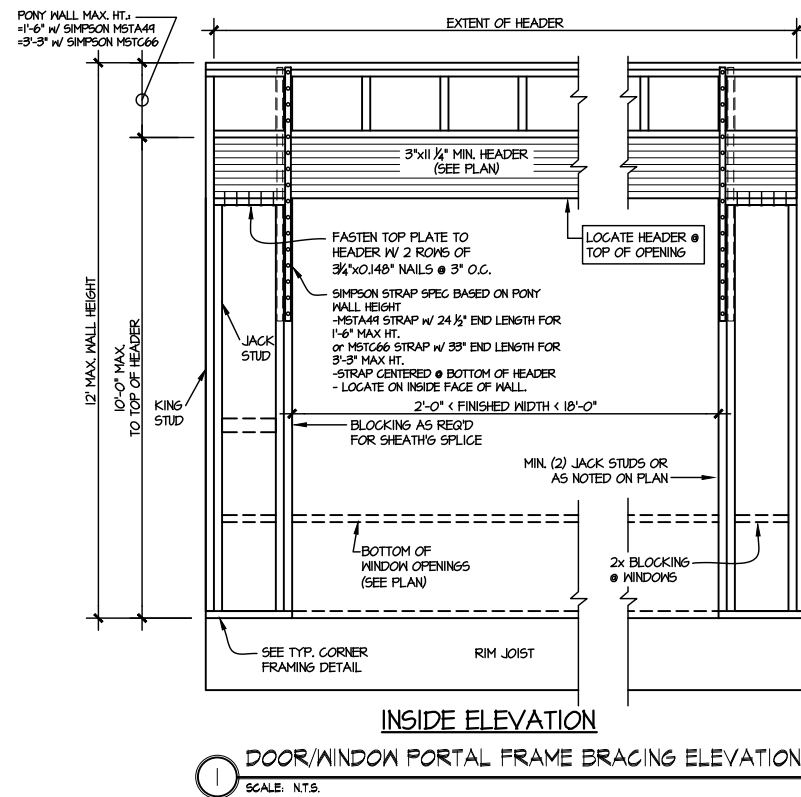 PONY WALL MAX. HT.:
=1'-6" W/ SIMPSON MSTA49
=3'-3" W/ SIMPSON MSTC66
EXTENT OF HEADER
3"x11 1/4" MIN. HEADER
(SEE PLAN)
FASTEN TOP PLATE TO
HEADER W/ 2 ROWS OF
3 1/4"x0.148" NAILS @ 3" O.C.
LOCATE HEADER @
TOP OF OPENING
SIMPSON STRAP SPEC BASED ON PONY
WALL HEIGHT
-MSTA49 STRAP W/ 24 1/2" END LENGTH FOR
1'-6" MAX HT.
or MSTC66 STRAP W/ 33" END LENGTH FOR
3'-3" MAX HT.
-STRAP CENTERED @ BOTTOM OF HEADER
- LOCATE ON INSIDE FACE OF WALL.
12' MAX. WALL HEIGHT
10'-0" MAX.
TO TOP OF HEADER
JACK
STUD
KING
STUD
2'-0" < FINISHED WIDTH < 18'-0"
BLOCKING AS REQ'D
FOR SHEATH'G SPLICE
MIN. (2) JACK STUDS OR
AS NOTED ON PLAN
BOTTOM OF
WINDOW OPENINGS
(SEE PLAN)
2x BLOCKING
@ WINDOWS
SEE TYP. CORNER
FRAMING DETAIL
RIM JOIST
INSIDE ELEVATION
1
DOOR/WINDOW PORTAL FRAME BRACING ELEVATION
SCALE: N.T.S.